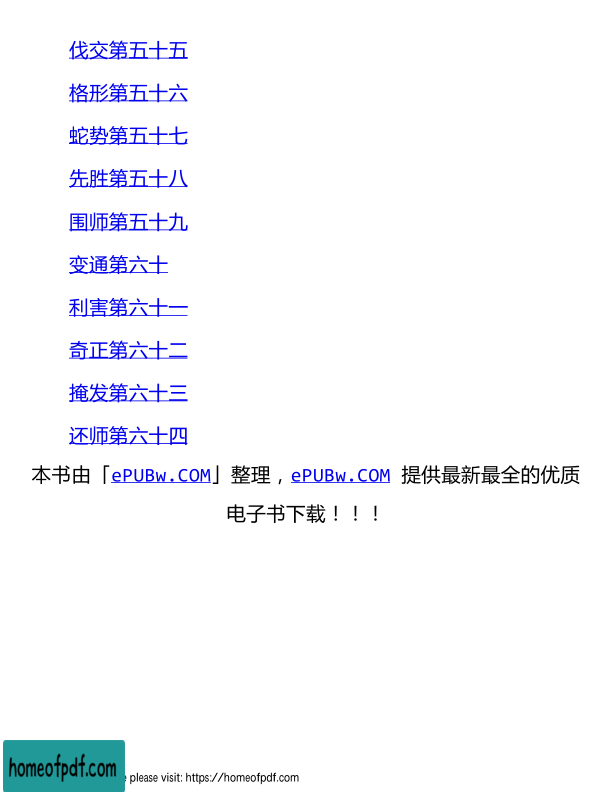 伐交第五十五
格形第五十六
蛇势第五十七
先胜第五十八
围师第五十九
变通第六十
利害第六十一
奇正第六十二
掩发第六十三
还师第六十四
本书由「ePUBw.COM」整理，ePUBw.COM 提供最新最全的优质
电子书下载！！！
homeofpdf.com
please visit: https://homeofpdf.com